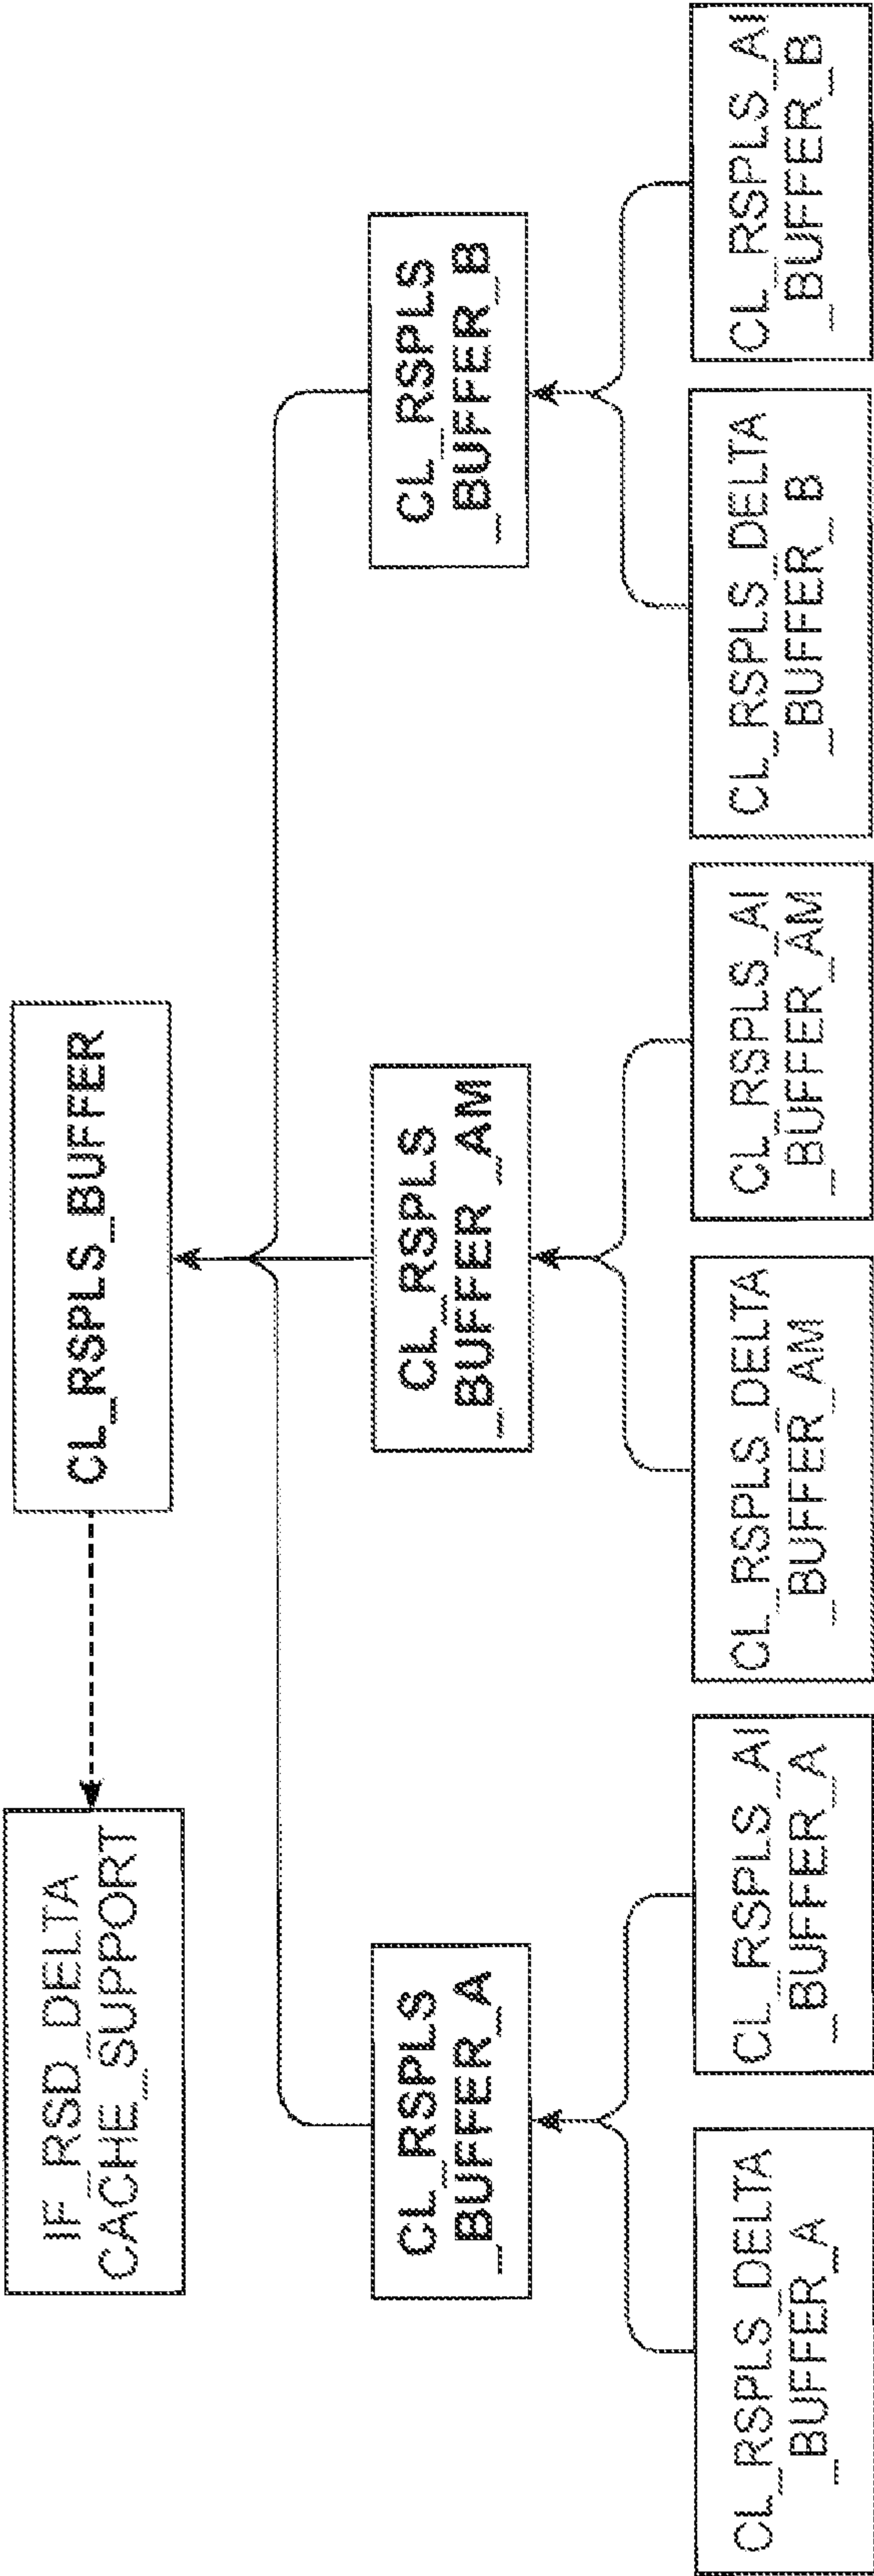 IF_RSD_DELTA
CACHE_SUPPORT
CL_RSPLS_BUFFER
CL_RSPLS
_BUFFER_A
CL_RSPLS
_BUFFER_AM
CL_RSPLS
_BUFFER_B
CL_RSPLS_DELTA
_BUFFER_A
CL_RSPLS_AI
_BUFFER_A
CL_RSPLS_DELTA
_BUFFER_AM
CL_RSPLS_AI
_BUFFER_AM
CL_RSPLS_DELTA
_BUFFER_B
CL_RSPLS_AI
_BUFFER_B